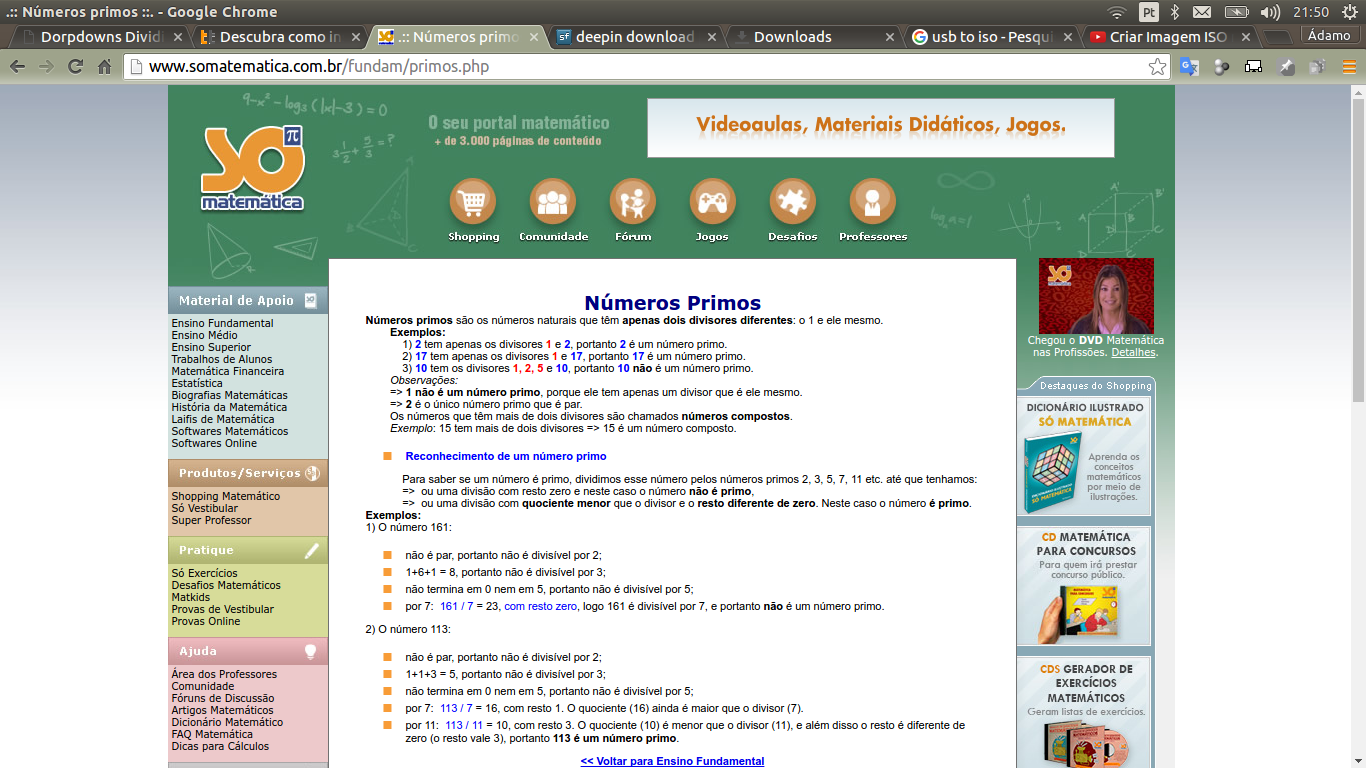 .:: Números primos ::. - Google Chrome
Pt
21:50
Dorpdowns Divid
Descubra como in
.:: Números primo
deepin download
Downloads
usb to iso - Pesqui
Criar Imagem ISO
Ádamo
www.somatematica.com.br/fundam/primos.php
SÓ π
matemática
O seu portal matemático
+ de 3.000 páginas de conteúdo
Videoaulas, Materiais Didáticos, Jogos.
Shopping
Comunidade
Fórum
Jogos
Desafios
Professores
Material de Apoio
Ensino Fundamental
Ensino Médio
Ensino Superior
Trabalhos de Alunos
Matemática Financeira
Estatística
Biografias Matemáticas
História da Matemática
Laifis de Matemática
Softwares Matemáticos
Softwares Online
Produtos/Serviços
Shopping Matemático
Só Vestibular
Super Professor
Pratique
Só Exercícios
Desafios Matemáticos
Matkids
Provas de Vestibular
Provas Online
Ajuda
Área dos Professores
Comunidade
Fóruns de Discussão
Artigos Matemáticos
Dicionário Matemático
FAQ Matemática
Dicas para Cálculos
Números Primos
Números primos são os números naturais que têm apenas dois divisores diferentes: o 1 e ele mesmo.
Exemplos:
1) 2 tem apenas os divisores 1 e 2, portanto 2 é um número primo.
2) 17 tem apenas os divisores 1 e 17, portanto 17 é um número primo.
3) 10 tem os divisores 1, 2, 5 e 10, portanto 10 não é um número primo.
Observações:
=> 1 não é um número primo, porque ele tem apenas um divisor que é ele mesmo.
=> 2 é o único número primo que é par.
Os números que têm mais de dois divisores são chamados números compostos.
Exemplo: 15 tem mais de dois divisores => 15 é um número composto.
Reconhecimento de um número primo
Para saber se um número é primo, dividimos esse número pelos números primos 2, 3, 5, 7, 11 etc. até que tenhamos:
=> ou uma divisão com resto zero e neste caso o número não é primo,
=> ou uma divisão com quociente menor que o divisor e o resto diferente de zero. Neste caso o número é primo.
Exemplos:
1) O número 161:
não é par, portanto não é divisível por 2;
1+6+1 = 8, portanto não é divisível por 3;
não termina em 0 nem em 5, portanto não é divisível por 5;
por 7: 161 / 7 = 23, com resto zero, logo 161 é divisível por 7, e portanto não é um número primo.
2) O número 113:
não é par, portanto não é divisível por 2;
1+1+3 = 5, portanto não é divisível por 3;
não termina em 0 nem em 5, portanto não é divisível por 5;
por 7: 113 / 7 = 16, com resto 1. O quociente (16) ainda é maior que o divisor (7).
por 11: 113 / 11 = 10, com resto 3. O quociente (10) é menor que o divisor (11), e além disso o resto é diferente de
zero (o resto vale 3), portanto 113 é um número primo.
<< Voltar para Ensino Fundamental
Chegou o DVD Matemática
nas Profissões. Detalhes.
Destaques do Shopping
DICIONÁRIO ILUSTRADO
SÓ MATEMÁTICA
Aprenda os
conceitos
matemáticos
por meio de
ilustrações.
CD MATEMÁTICA
PARA CONCURSOS
Para quem irá prestar
concurso público.
CDS GERADOR DE
EXERCÍCIOS
MATEMÁTICOS
Geram listas de exercícios.